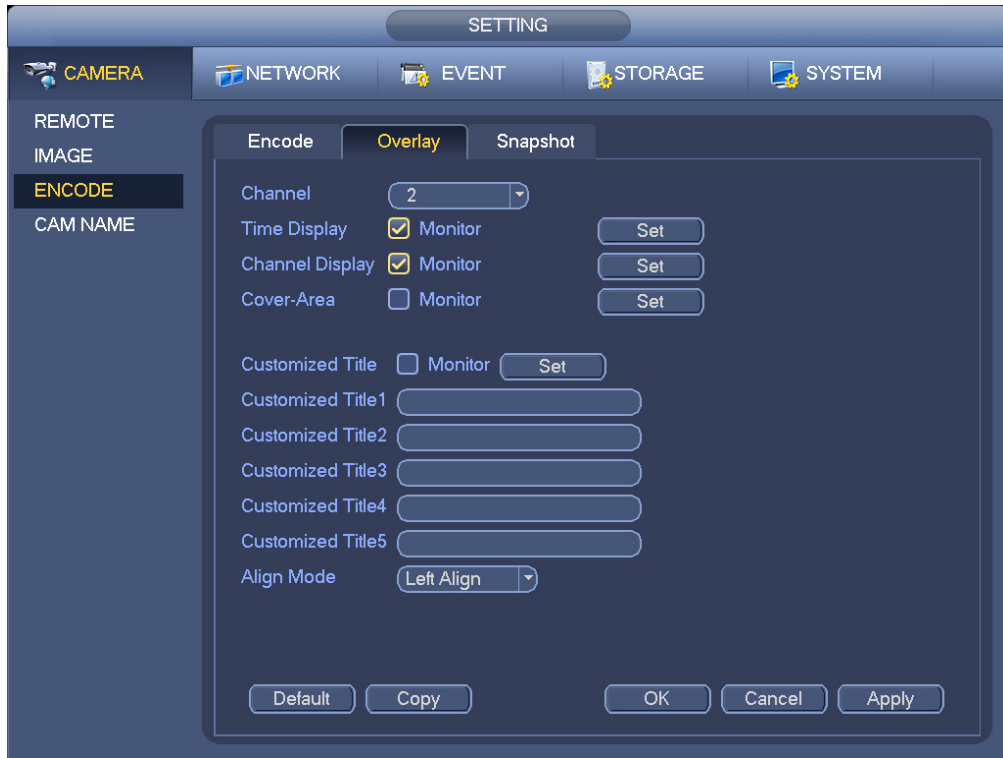 SETTING
CAMERA NETWORK EVENT STORAGE SYSTEM
REMOTE
IMAGE
ENCODE
CAM NAME
Encode Overlay Snapshot
Channel 2
Time Display Monitor Set
Channel Display Monitor Set
Cover-Area Monitor Set
Customized Title Monitor Set
Customized Title1
Customized Title2
Customized Title3
Customized Title4
Customized Title5
Align Mode Left Align
Default Copy OK Cancel Apply